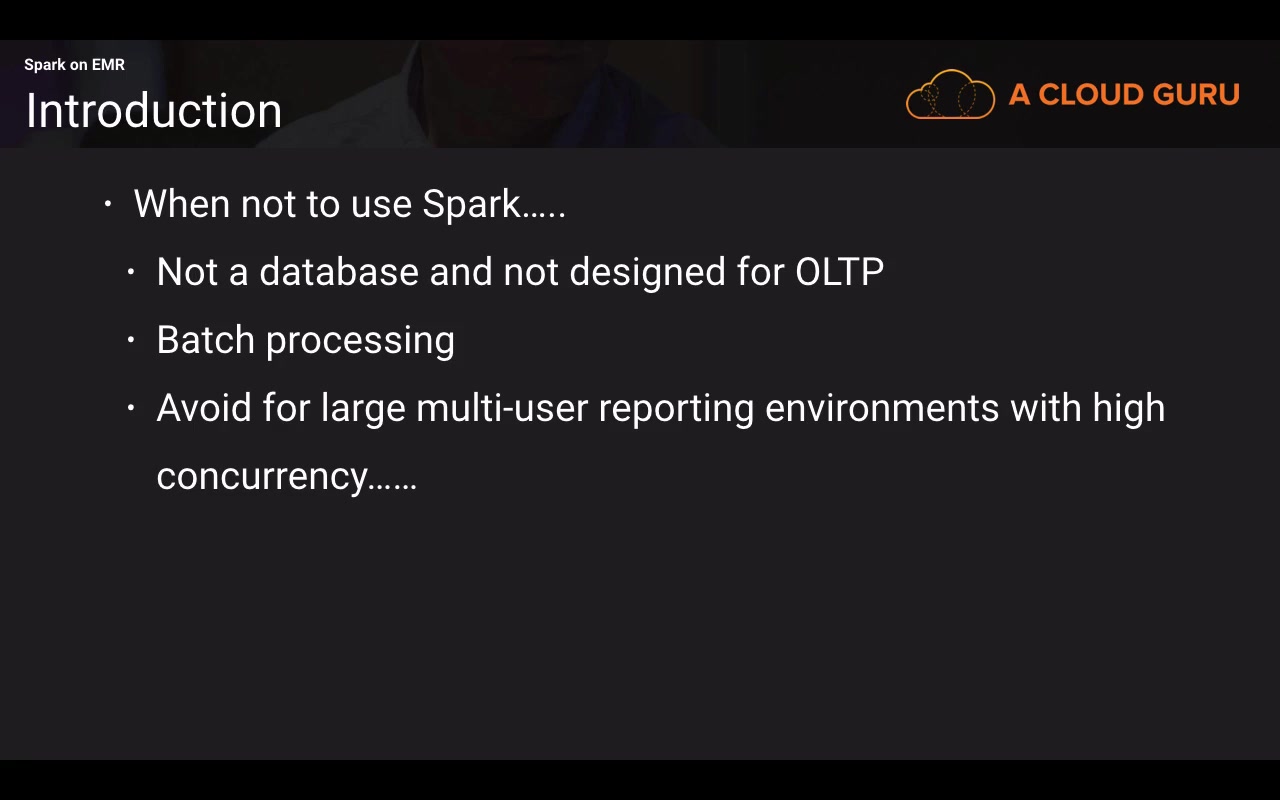 Spark on EMR
Introduction
A CLOUD GURU
• When not to use Spark.....
• Not a database and not designed for OLTP
• Batch processing
• Avoid for large multi-user reporting environments with high
concurrency......